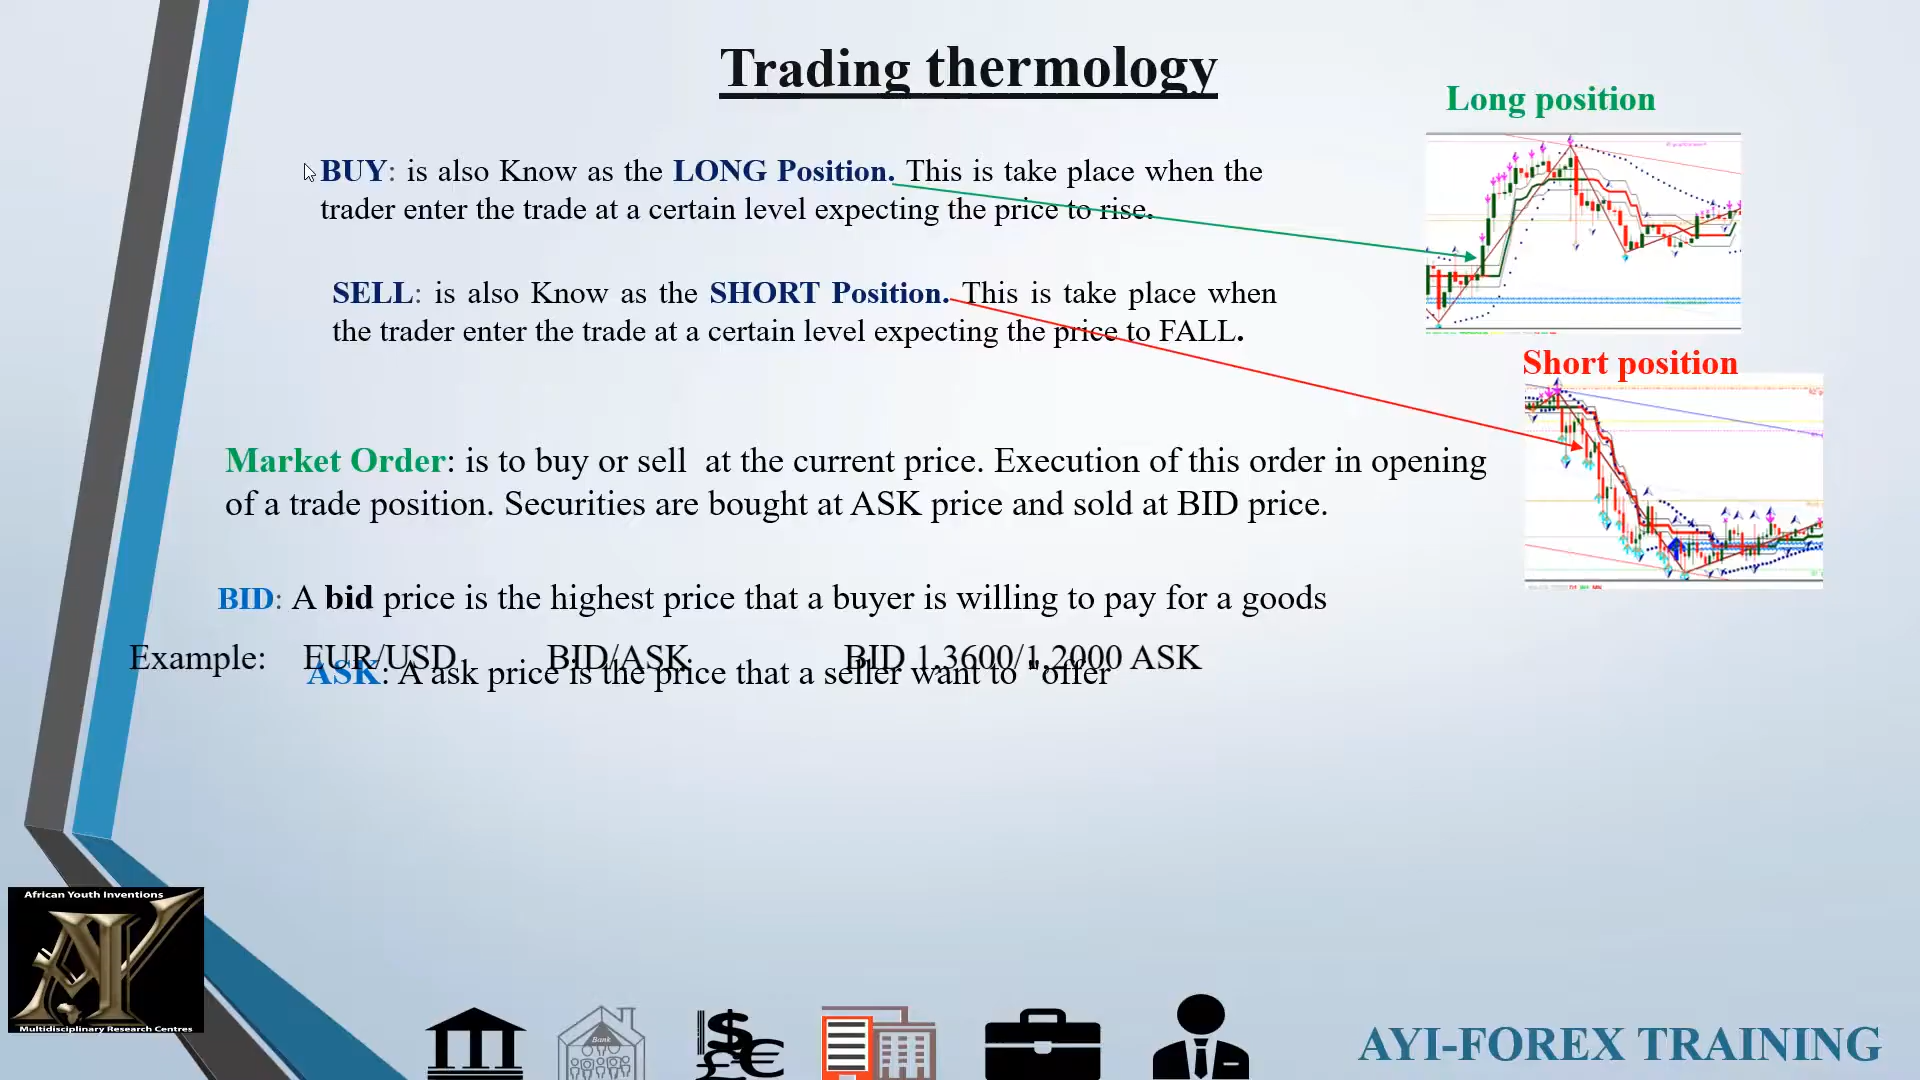 Trading thermology
Long position
BUY: is also Know as the LONG Position. This is take place when the
trader enter the trade at a certain level expecting the price to rise.
SELL: is also Know as the SHORT Position. This is take place when
the trader enter the trade at a certain level expecting the price to FALL.
Short position
Market Order: is to buy or sell at the current price. Execution of this order in opening
of a trade position. Securities are bought at ASK price and sold at BID price.
BID: A bid price is the highest price that a buyer is willing to pay for a goods
Example: EUR/USD BID/ASK BID 1.3600/1.2000 ASK
ASK: A ask price is the price that a seller want to "offer
African Youth Inventions
AYI
Multidisciplinary Research Centres
Bank
AYI-FOREX TRAINING